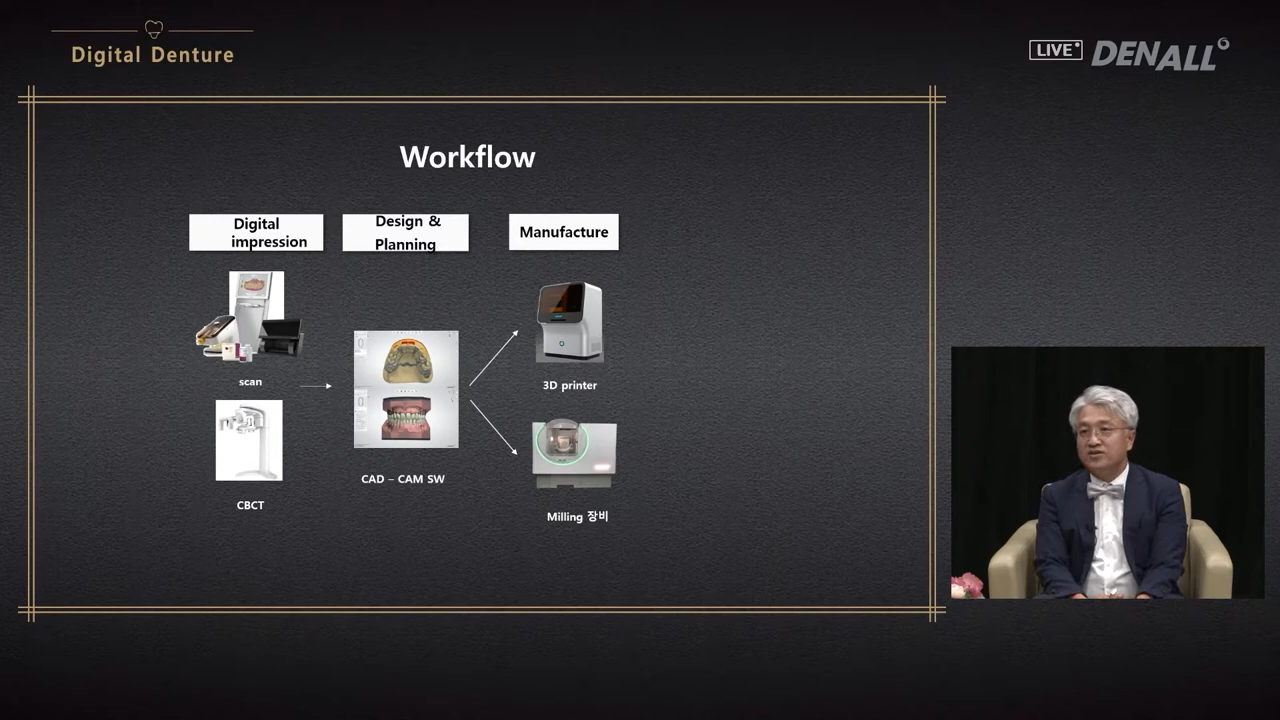 Digital Denture
LIVE
DENALL
Workflow
Digital
impression
Design &
Planning
Manufacture
scan
3D printer
CAD – CAM SW
CBCT
Milling 장비